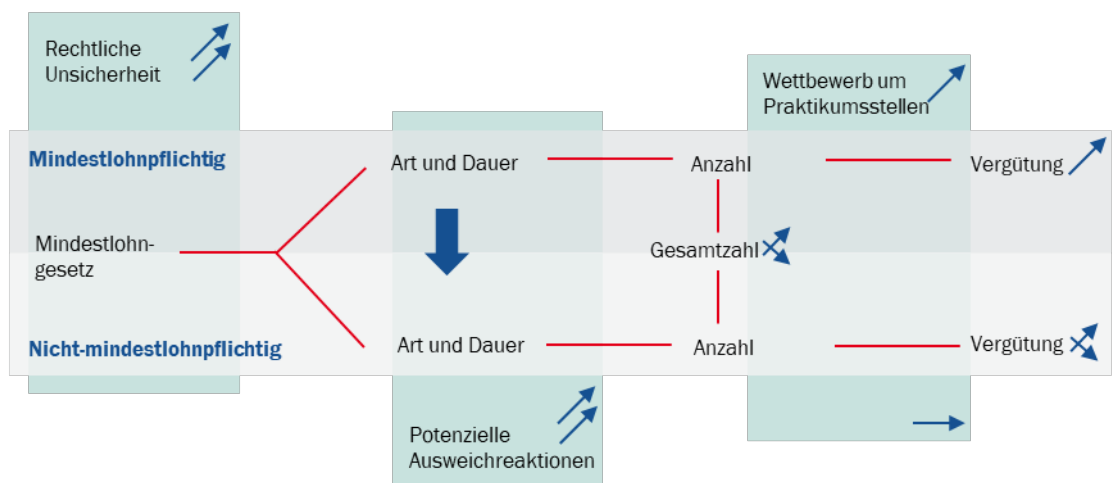 Rechtliche
Unsicherheit
Wettbewerb um
Praktikumsstellen
Mindestlohnpflichtig
Art und Dauer
Anzahl
Vergütung
Mindestlohn-
gesetz
Gesamtzahl
Nicht-mindestlohnpflichtig
Art und Dauer
Anzahl
Vergütung
Potenzielle
Ausweichreaktionen